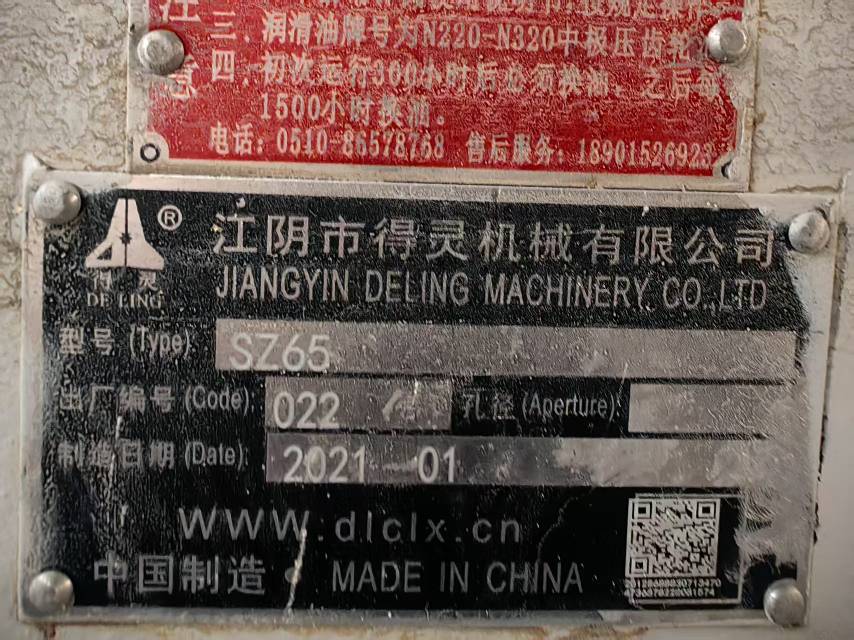 注
意
三、润滑油牌号为N220-N320中极压齿轮
四、初次运行300小时后必须换油，之后每
1500小时换油。
电话：0510-86578768 售后服务：18901526923
®
得灵
DE LING
江阴市得灵机械有限公司
JIANGYIN DELING MACHINERY CO.,LTD
型号 (Type) SZ65
出厂编号 (Code): 022 孔径 (Aperture):
制造日期 (Date): 2021-01
WWW.dlclx.cn
中国制造 · MADE IN CHINA